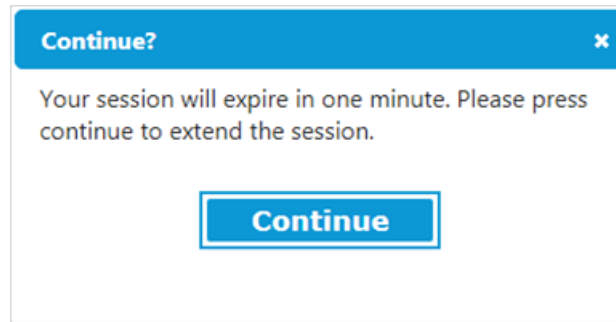 Continue?
Your session will expire in one minute. Please press
continue to extend the session.
Continue